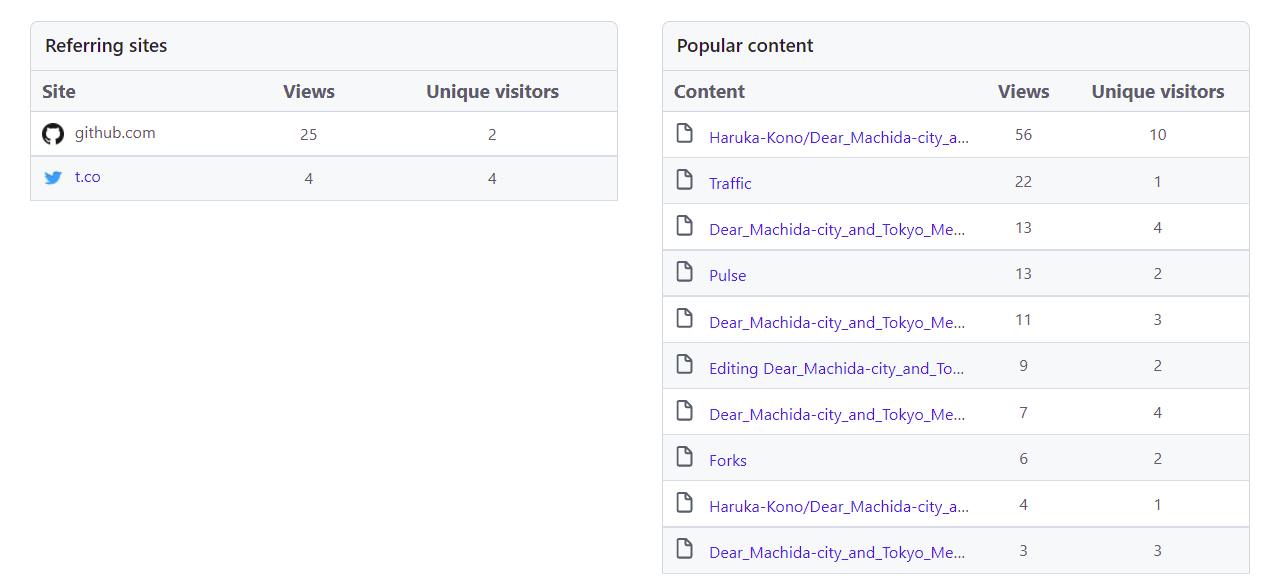 Referring sites
Site Views Unique visitors
github.com 25 2
t.co 4 4
Popular content
Content Views Unique visitors
Haruka-Kono/Dear_Machida-city_a... 56 10
Traffic 22 1
Dear_Machida-city_and_Tokyo_Me... 13 4
Pulse 13 2
Dear_Machida-city_and_Tokyo_Me... 11 3
Editing Dear_Machida-city_and_To... 9 2
Dear_Machida-city_and_Tokyo_Me... 7 4
Forks 6 2
Haruka-Kono/Dear_Machida-city_a... 4 1
Dear_Machida-city_and_Tokyo_Me... 3 3